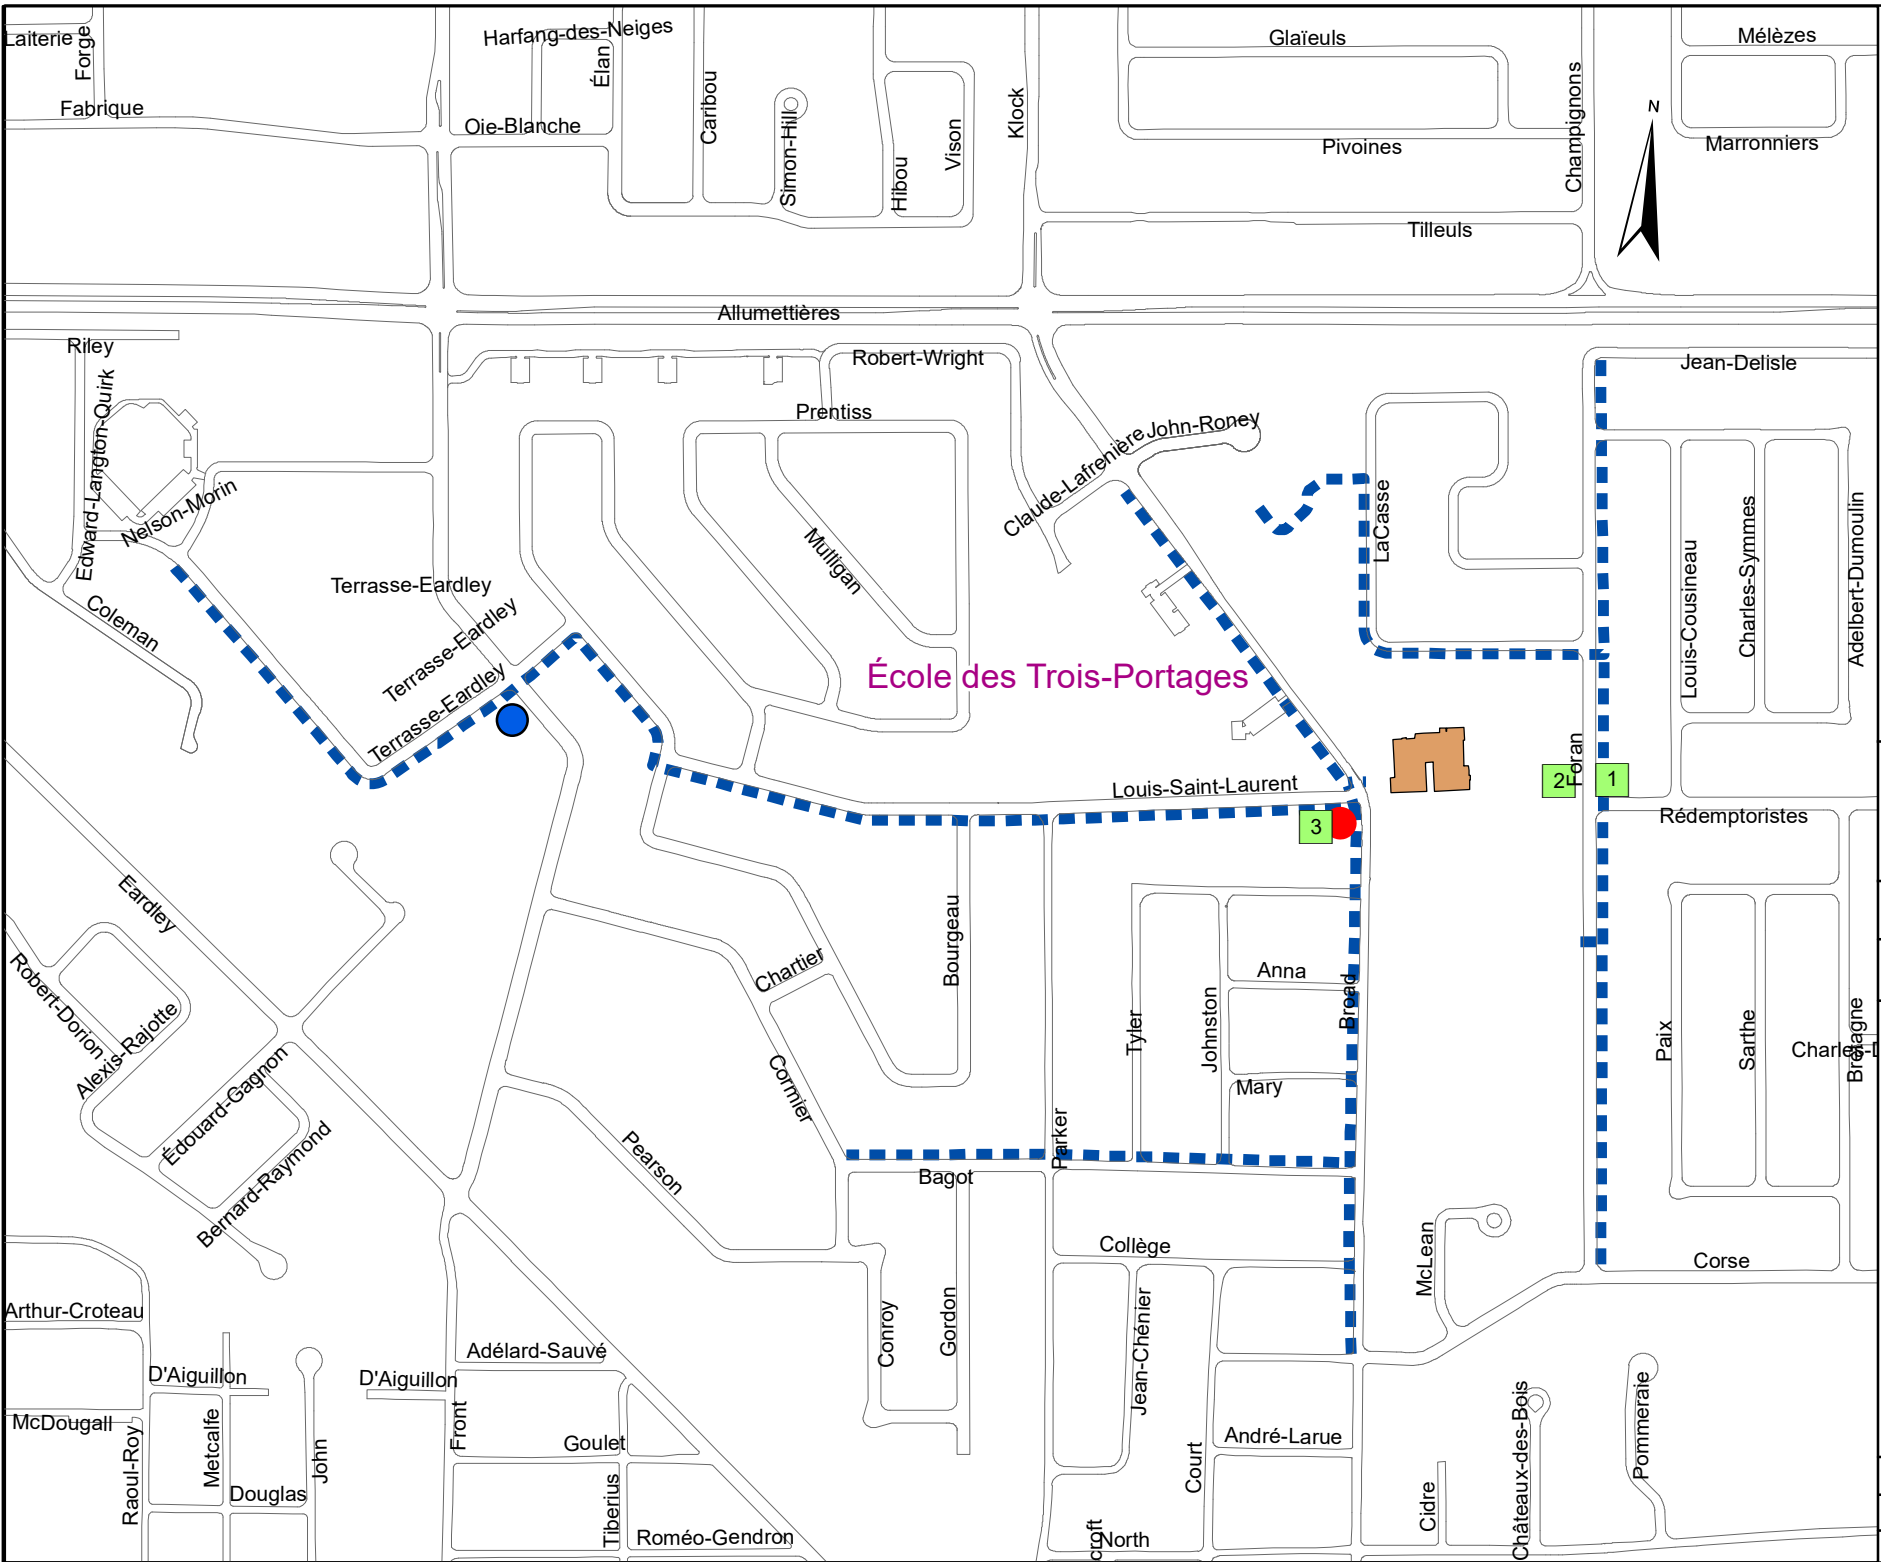 Laiterie
Forge
Harfang-des-Neiges
Élan
Glaïeuls
Mélèzes
Fabrique
Oie-Blanche
Caribou
Simon-Hill
Hibou
Vison
Klock
Champignons
N
Pivoines
Marronniers
Tilleuls
Allumettières
Riley
Robert-Wright
Jean-Delisle
Edward-Langton-Quirk
Prentiss
John-Roney
Claude-Lafrenière
Nelson-Morin
LaCasse
Mulligan
Louis-Cousineau
Charles-Symmes
Adelbert-Dumoulin
Terrasse-Eardley
Coleman
Terrasse-Eardley
Terrasse-Eardley
École des Trois-Portages
Foran
2
1
Louis-Saint-Laurent
3
Rédemptoristes
Eardley
Bourgeau
Chartier
Anna
Broad
Robert-Dorion
Alexis-Rajotte
Tyler
Johnston
Paix
Sarthe
Charles-
Bretagne
Édouard-Gagnon
Cormier
Mary
Parker
Pearson
Bernard-Raymond
Bagot
Collège
McLean
Corse
Arthur-Croteau
Conroy
Gordon
Jean-Chénier
Adélard-Sauvé
D'Aiguillon
D'Aiguillon
McDougall
Raoul-Roy
Metcalfe
John
Front
Goulet
André-Larue
Court
Cidre
Châteaux-des-Bois
Pommeraie
Douglas
Tiberius
Roméo-Gendron
croft
North